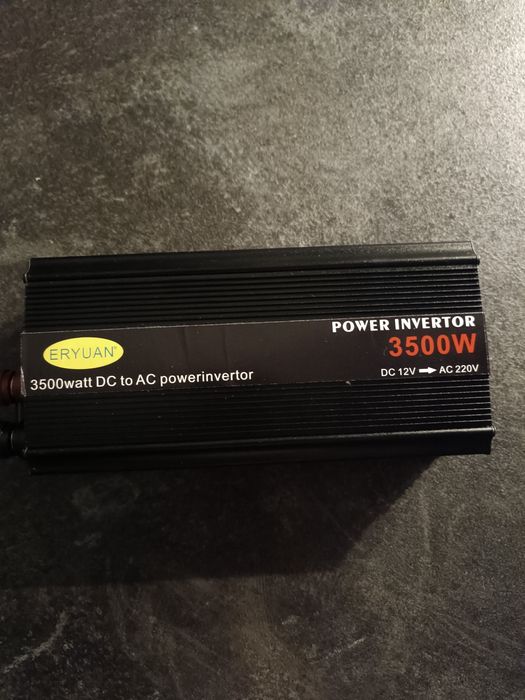 POWER INVERTOR
ERYUAN®
3500W
3500watt DC to AC powerinvertor
DC 12V → AC 220V